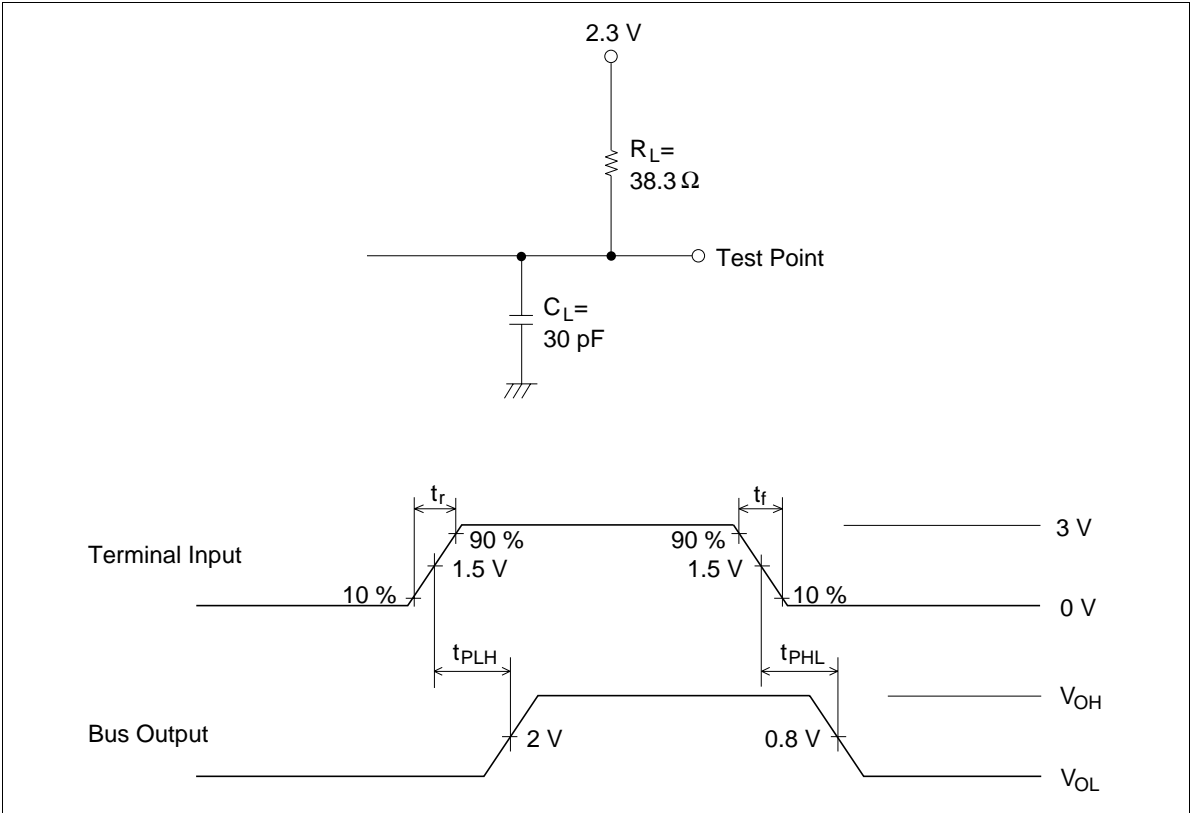 2.3 V
R_L=
38.3 Ω
Test Point
C_L=
30 pF
t_r
t_f
3 V
Terminal Input
90 %
90 %
1.5 V
1.5 V
10 %
10 %
0 V
t_PLH
t_PHL
V_OH
Bus Output
2 V
0.8 V
V_OL